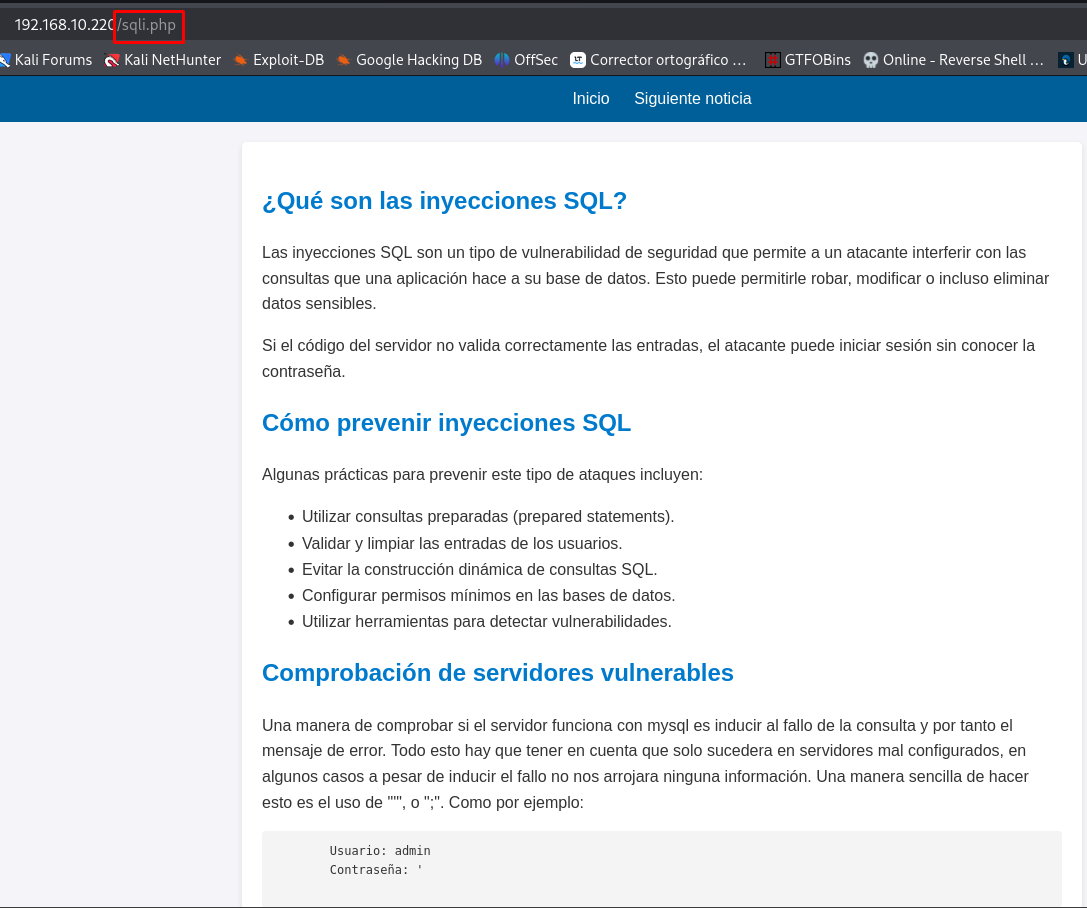 192.168.10.220/sqli.php
Kali Forums Kali NetHunter Exploit-DB Google Hacking DB OffSec Corrector ortográfico … GTFOBins Online - Reverse Shell … U
Inicio Siguiente noticia
¿Qué son las inyecciones SQL?
Las inyecciones SQL son un tipo de vulnerabilidad de seguridad que permite a un atacante interferir con las
consultas que una aplicación hace a su base de datos. Esto puede permitirle robar, modificar o incluso eliminar
datos sensibles.
Si el código del servidor no valida correctamente las entradas, el atacante puede iniciar sesión sin conocer la
contraseña.
Cómo prevenir inyecciones SQL
Algunas prácticas para prevenir este tipo de ataques incluyen:
• Utilizar consultas preparadas (prepared statements).
• Validar y limpiar las entradas de los usuarios.
• Evitar la construcción dinámica de consultas SQL.
• Configurar permisos mínimos en las bases de datos.
• Utilizar herramientas para detectar vulnerabilidades.
Comprobación de servidores vulnerables
Una manera de comprobar si el servidor funciona con mysql es inducir al fallo de la consulta y por tanto el
mensaje de error. Todo esto hay que tener en cuenta que solo sucedera en servidores mal configurados, en
algunos casos a pesar de inducir el fallo no nos arrojara ninguna información. Una manera sencilla de hacer
esto es el uso de "'", o ";". Como por ejemplo:
Usuario: admin
Contraseña: '